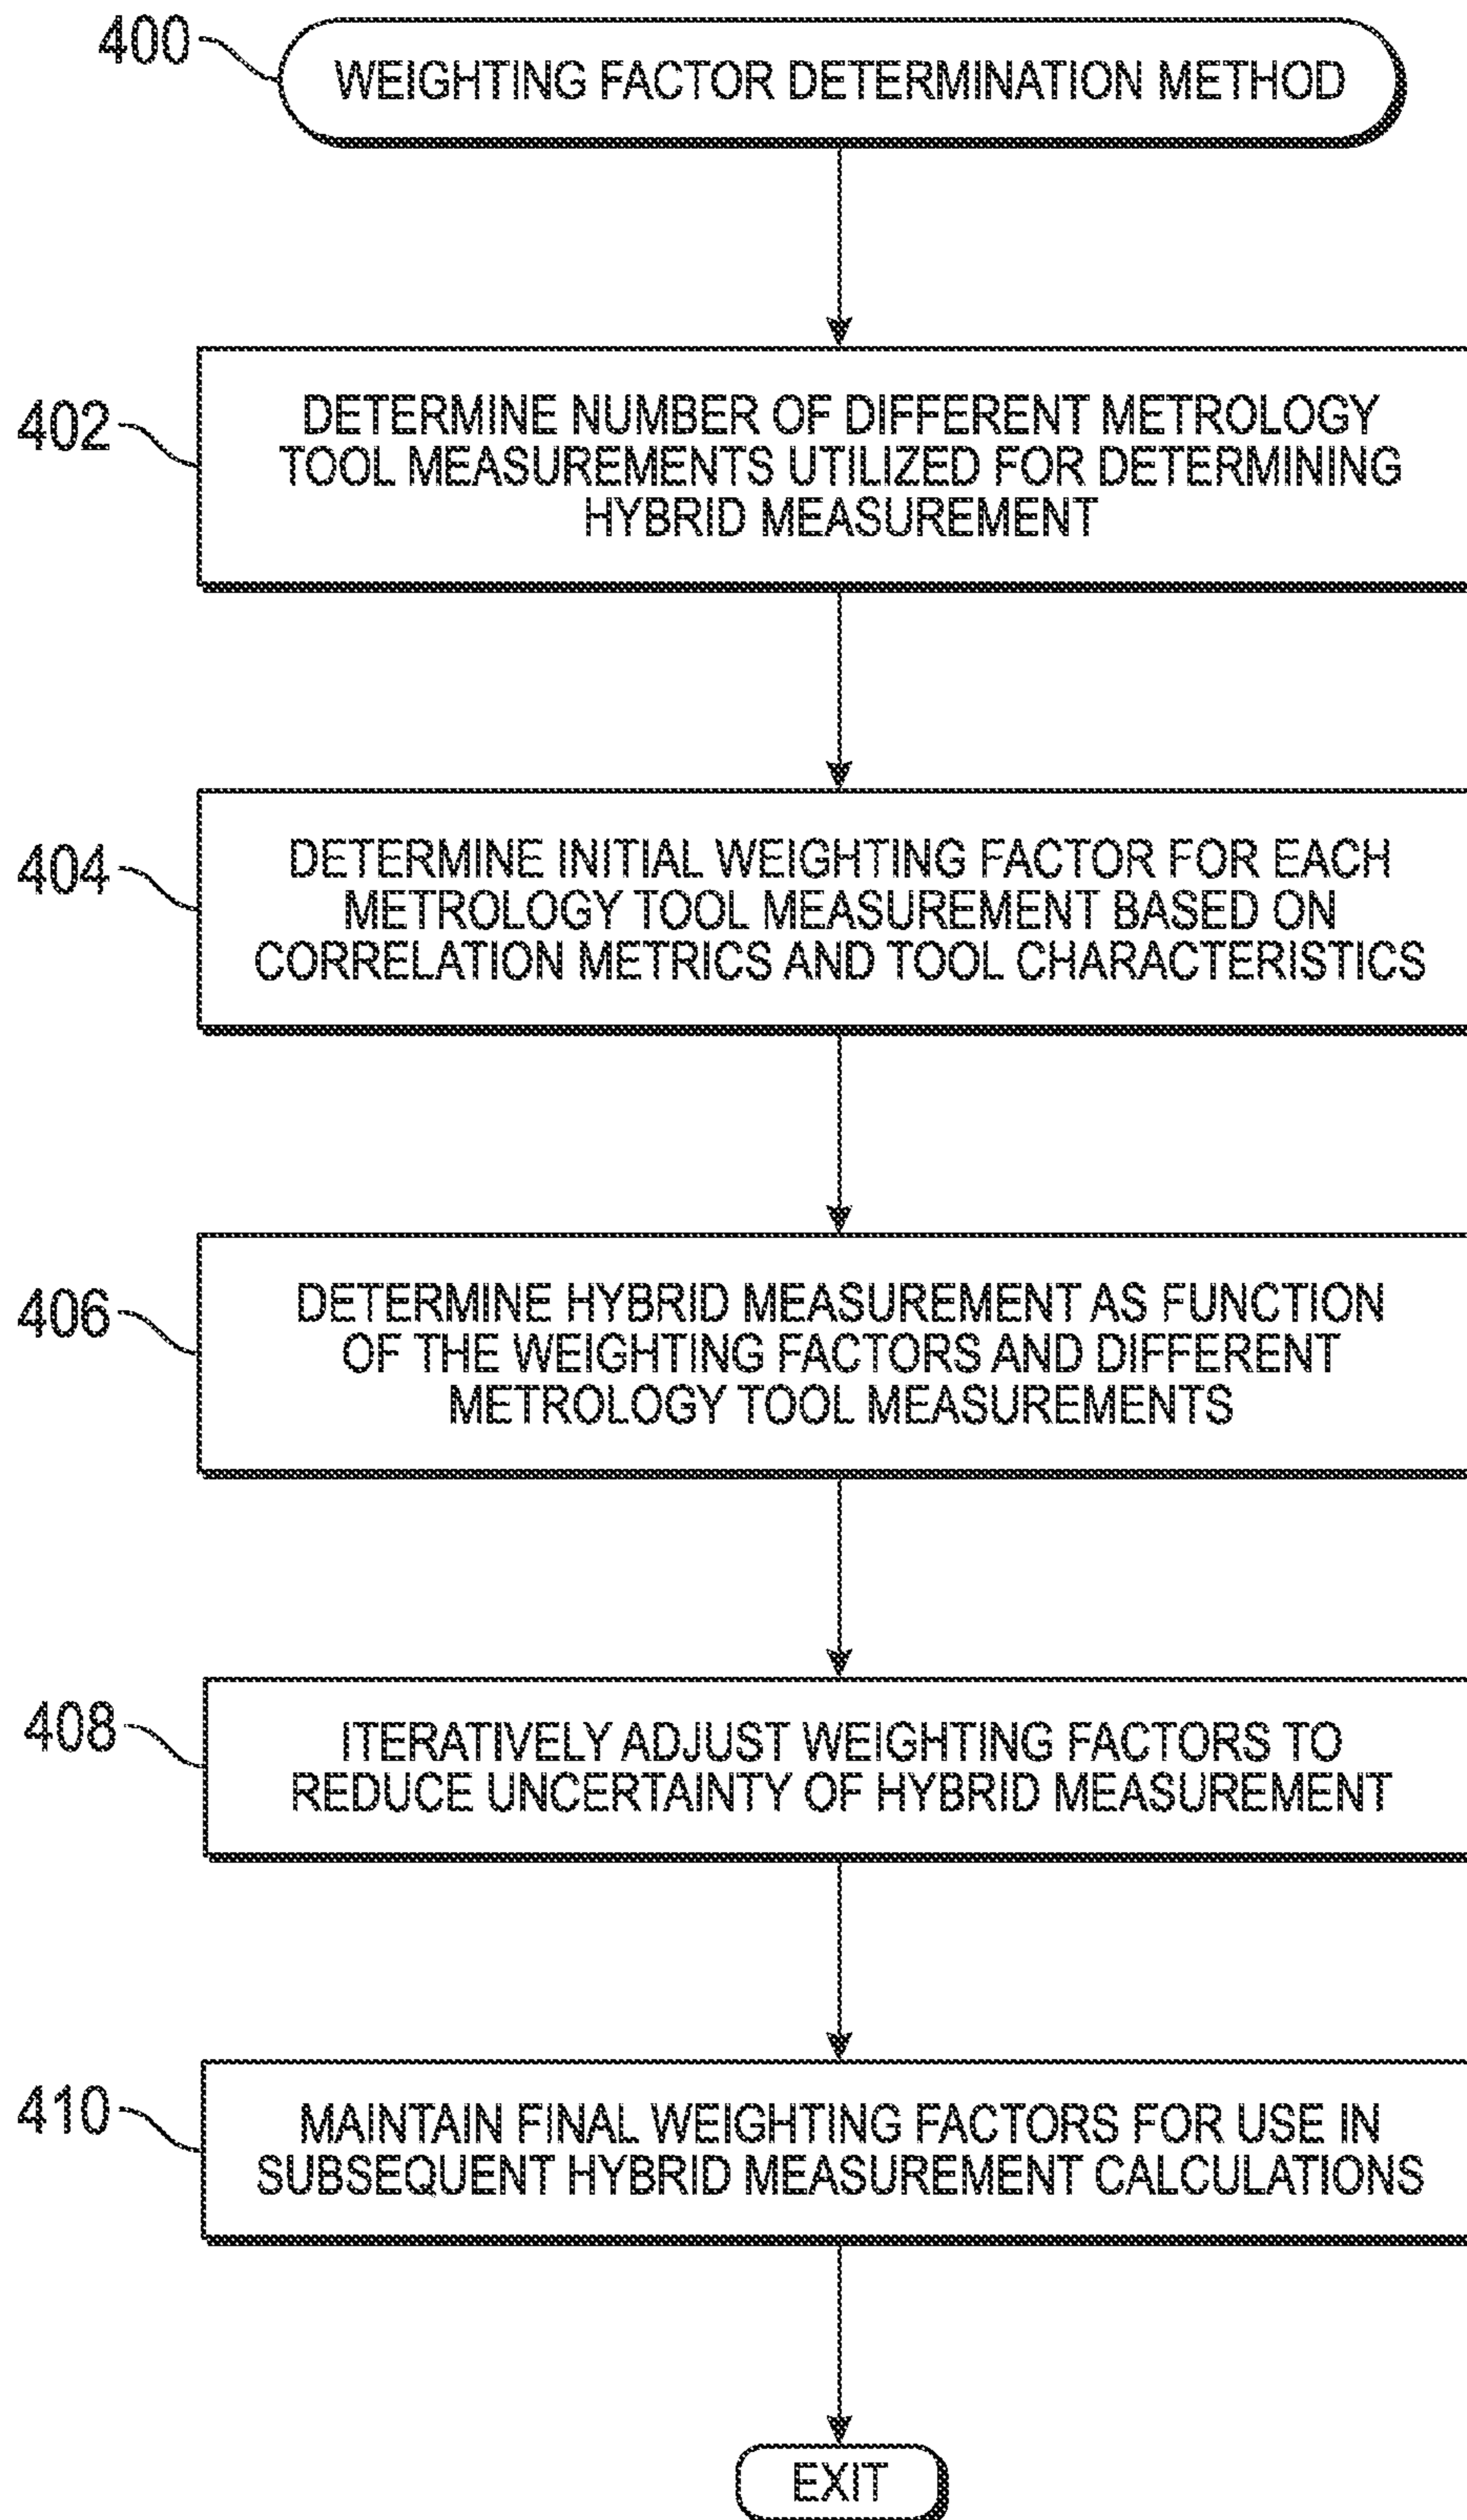 400
WEIGHTING FACTOR DETERMINATION METHOD
402
DETERMINE NUMBER OF DIFFERENT METROLOGY
TOOL MEASUREMENTS UTILIZED FOR DETERMINING
HYBRID MEASUREMENT
404
DETERMINE INITIAL WEIGHTING FACTOR FOR EACH
METROLOGY TOOL MEASUREMENT BASED ON
CORRELATION METRICS AND TOOL CHARACTERISTICS
406
DETERMINE HYBRID MEASUREMENT AS FUNCTION
OF THE WEIGHTING FACTORS AND DIFFERENT
METROLOGY TOOL MEASUREMENTS
408
ITERATIVELY ADJUST WEIGHTING FACTORS TO
REDUCE UNCERTAINTY OF HYBRID MEASUREMENT
410
MAINTAIN FINAL WEIGHTING FACTORS FOR USE IN
SUBSEQUENT HYBRID MEASUREMENT CALCULATIONS
EXIT